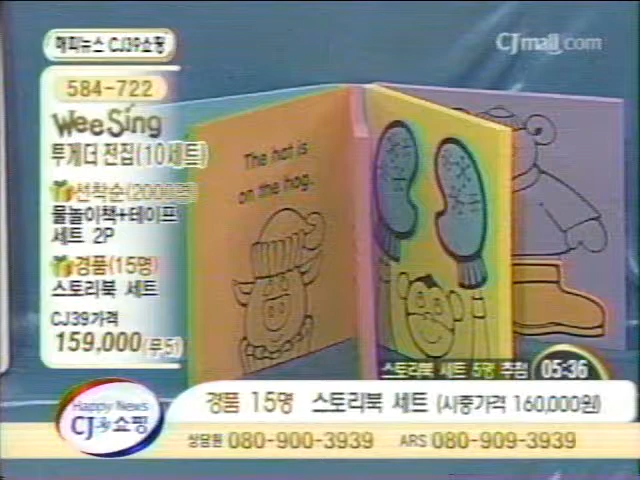 해피뉴스 CJ39쇼핑
CJmall.com
584-722
Wee Sing
투게더 전집(10세트)
선착순(2000명)
물놀이책+테이프
세트 2P
경품(15명)
스토리북 세트
CJ39가격
159,000(무5)
The hat is
on the hog.
스토리북 세트 5명 추첨 05:36
Happy News
CJ39쇼핑
경품 15명 스토리북 세트 (시중가격 160,000원)
상담원 080-900-3939 ARS 080-909-3939